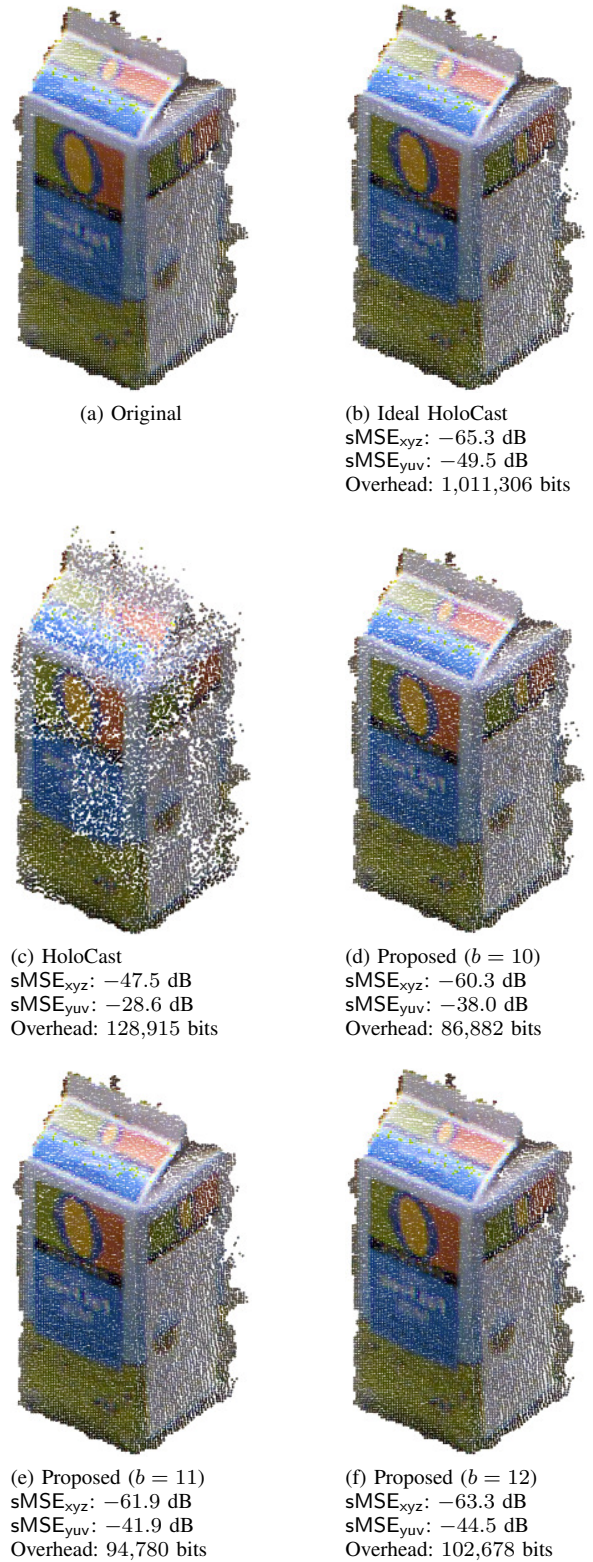 (a) Original
(b) Ideal HoloCast
sMSExyz: −65.3 dB
sMSEyuv: −49.5 dB
Overhead: 1,011,306 bits
(c) HoloCast
sMSExyz: −47.5 dB
sMSEyuv: −28.6 dB
Overhead: 128,915 bits
(d) Proposed (b = 10)
sMSExyz: −60.3 dB
sMSEyuv: −38.0 dB
Overhead: 86,882 bits
(e) Proposed (b = 11)
sMSExyz: −61.9 dB
sMSEyuv: −41.9 dB
Overhead: 94,780 bits
(f) Proposed (b = 12)
sMSExyz: −63.3 dB
sMSEyuv: −44.5 dB
Overhead: 102,678 bits